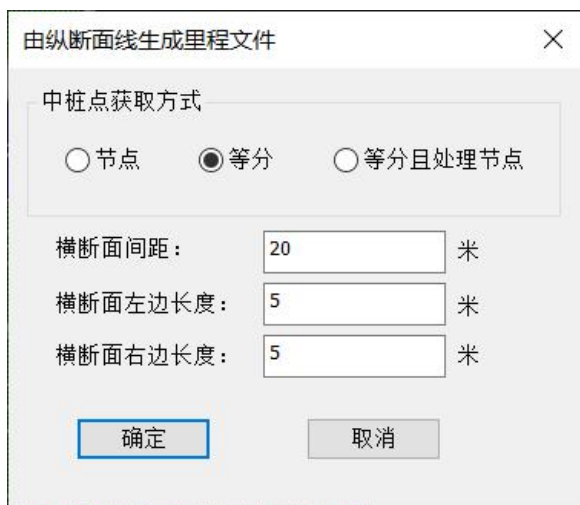 由纵断面线生成里程文件
中桩点获取方式
节点 等分 等分且处理节点
横断面间距： 20 米
横断面左边长度： 5 米
横断面右边长度： 5 米
确定 取消